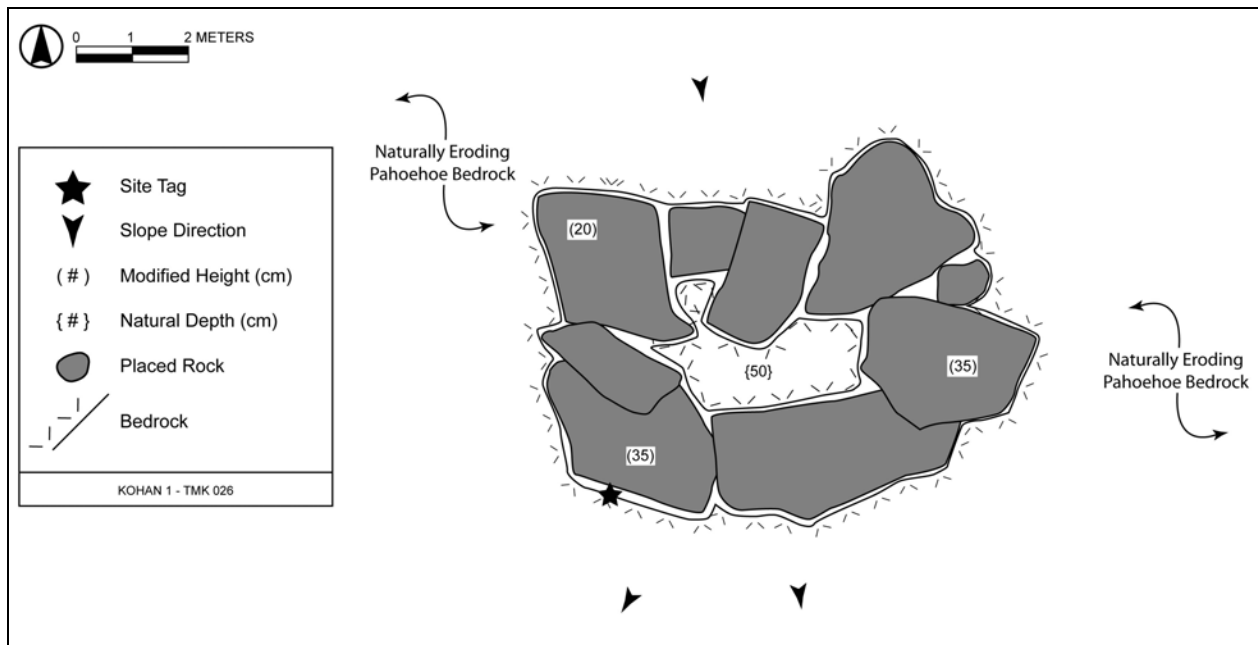 0 1 2 METERS
Naturally Eroding
Pahoehoe Bedrock
Site Tag
Slope Direction
( # ) Modified Height (cm)
{ # } Natural Depth (cm)
Placed Rock
Bedrock
KOHAN 1 - TMK 026
(20)
{50}
(35)
(35)
Naturally Eroding
Pahoehoe Bedrock